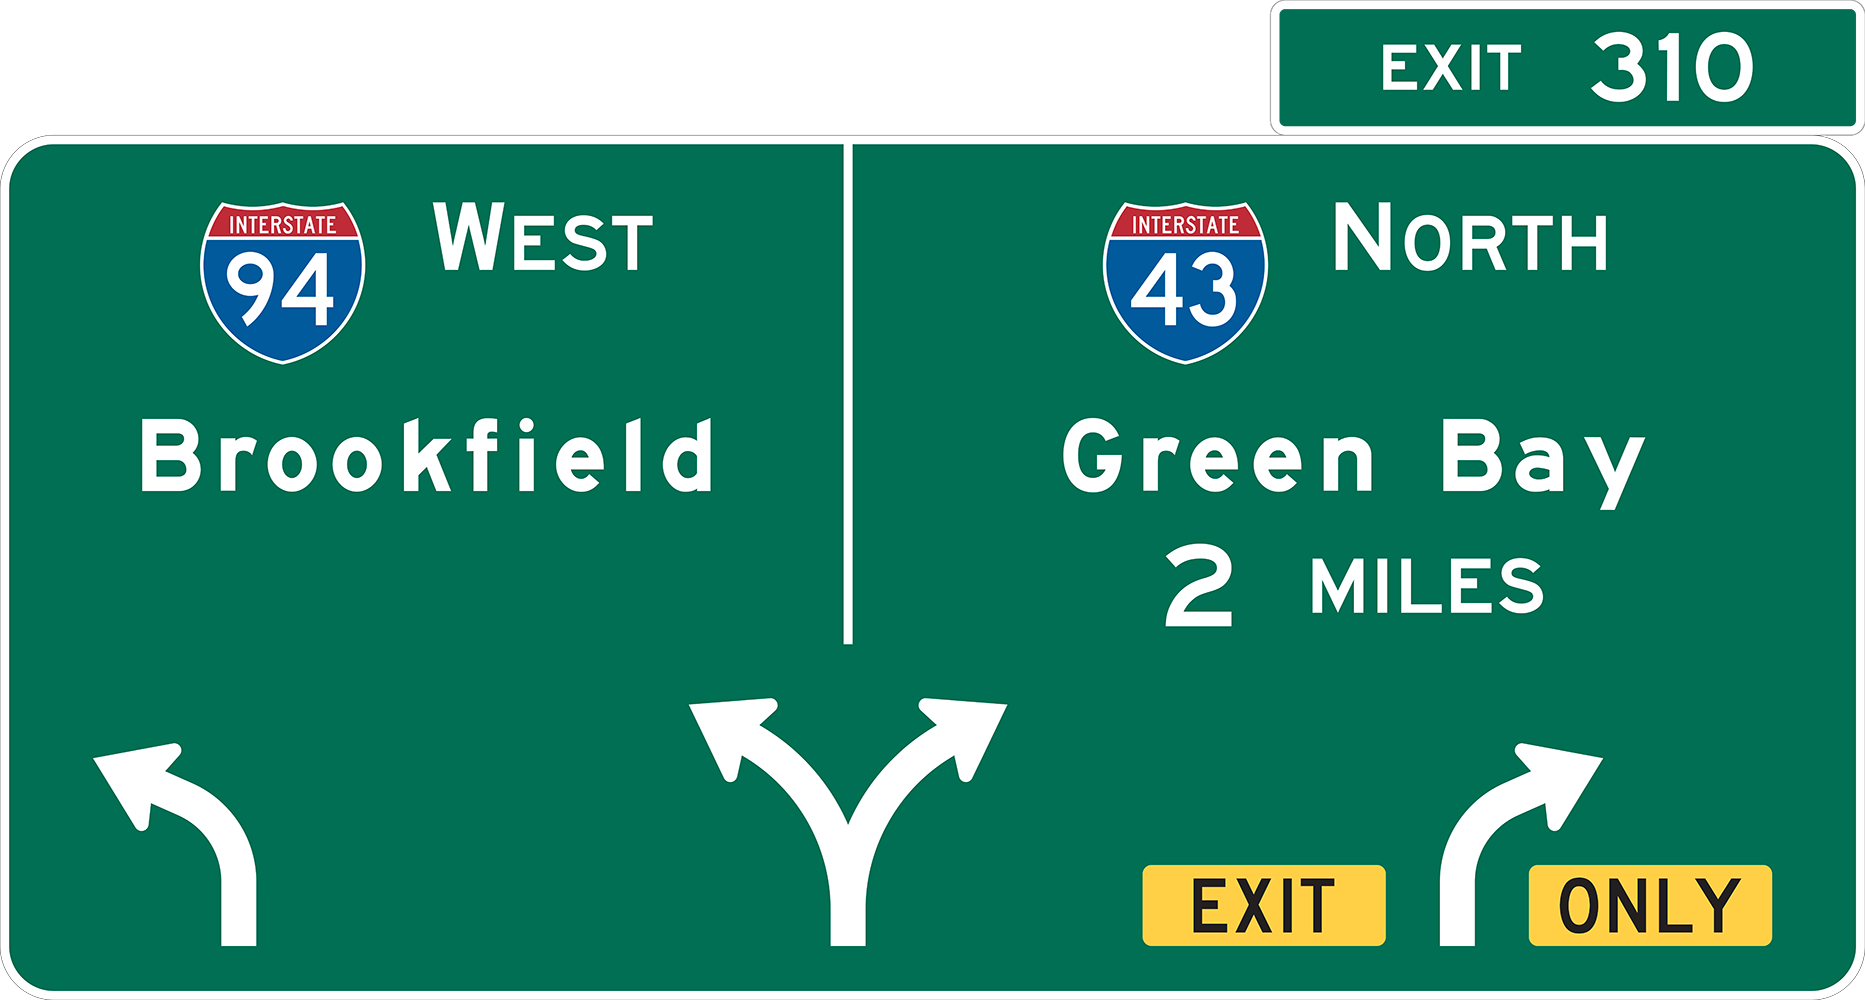 EXIT 310
INTERSTATE
94
WEST
Brookfield
INTERSTATE
43
NORTH
Green Bay
2 MILES
EXIT ONLY